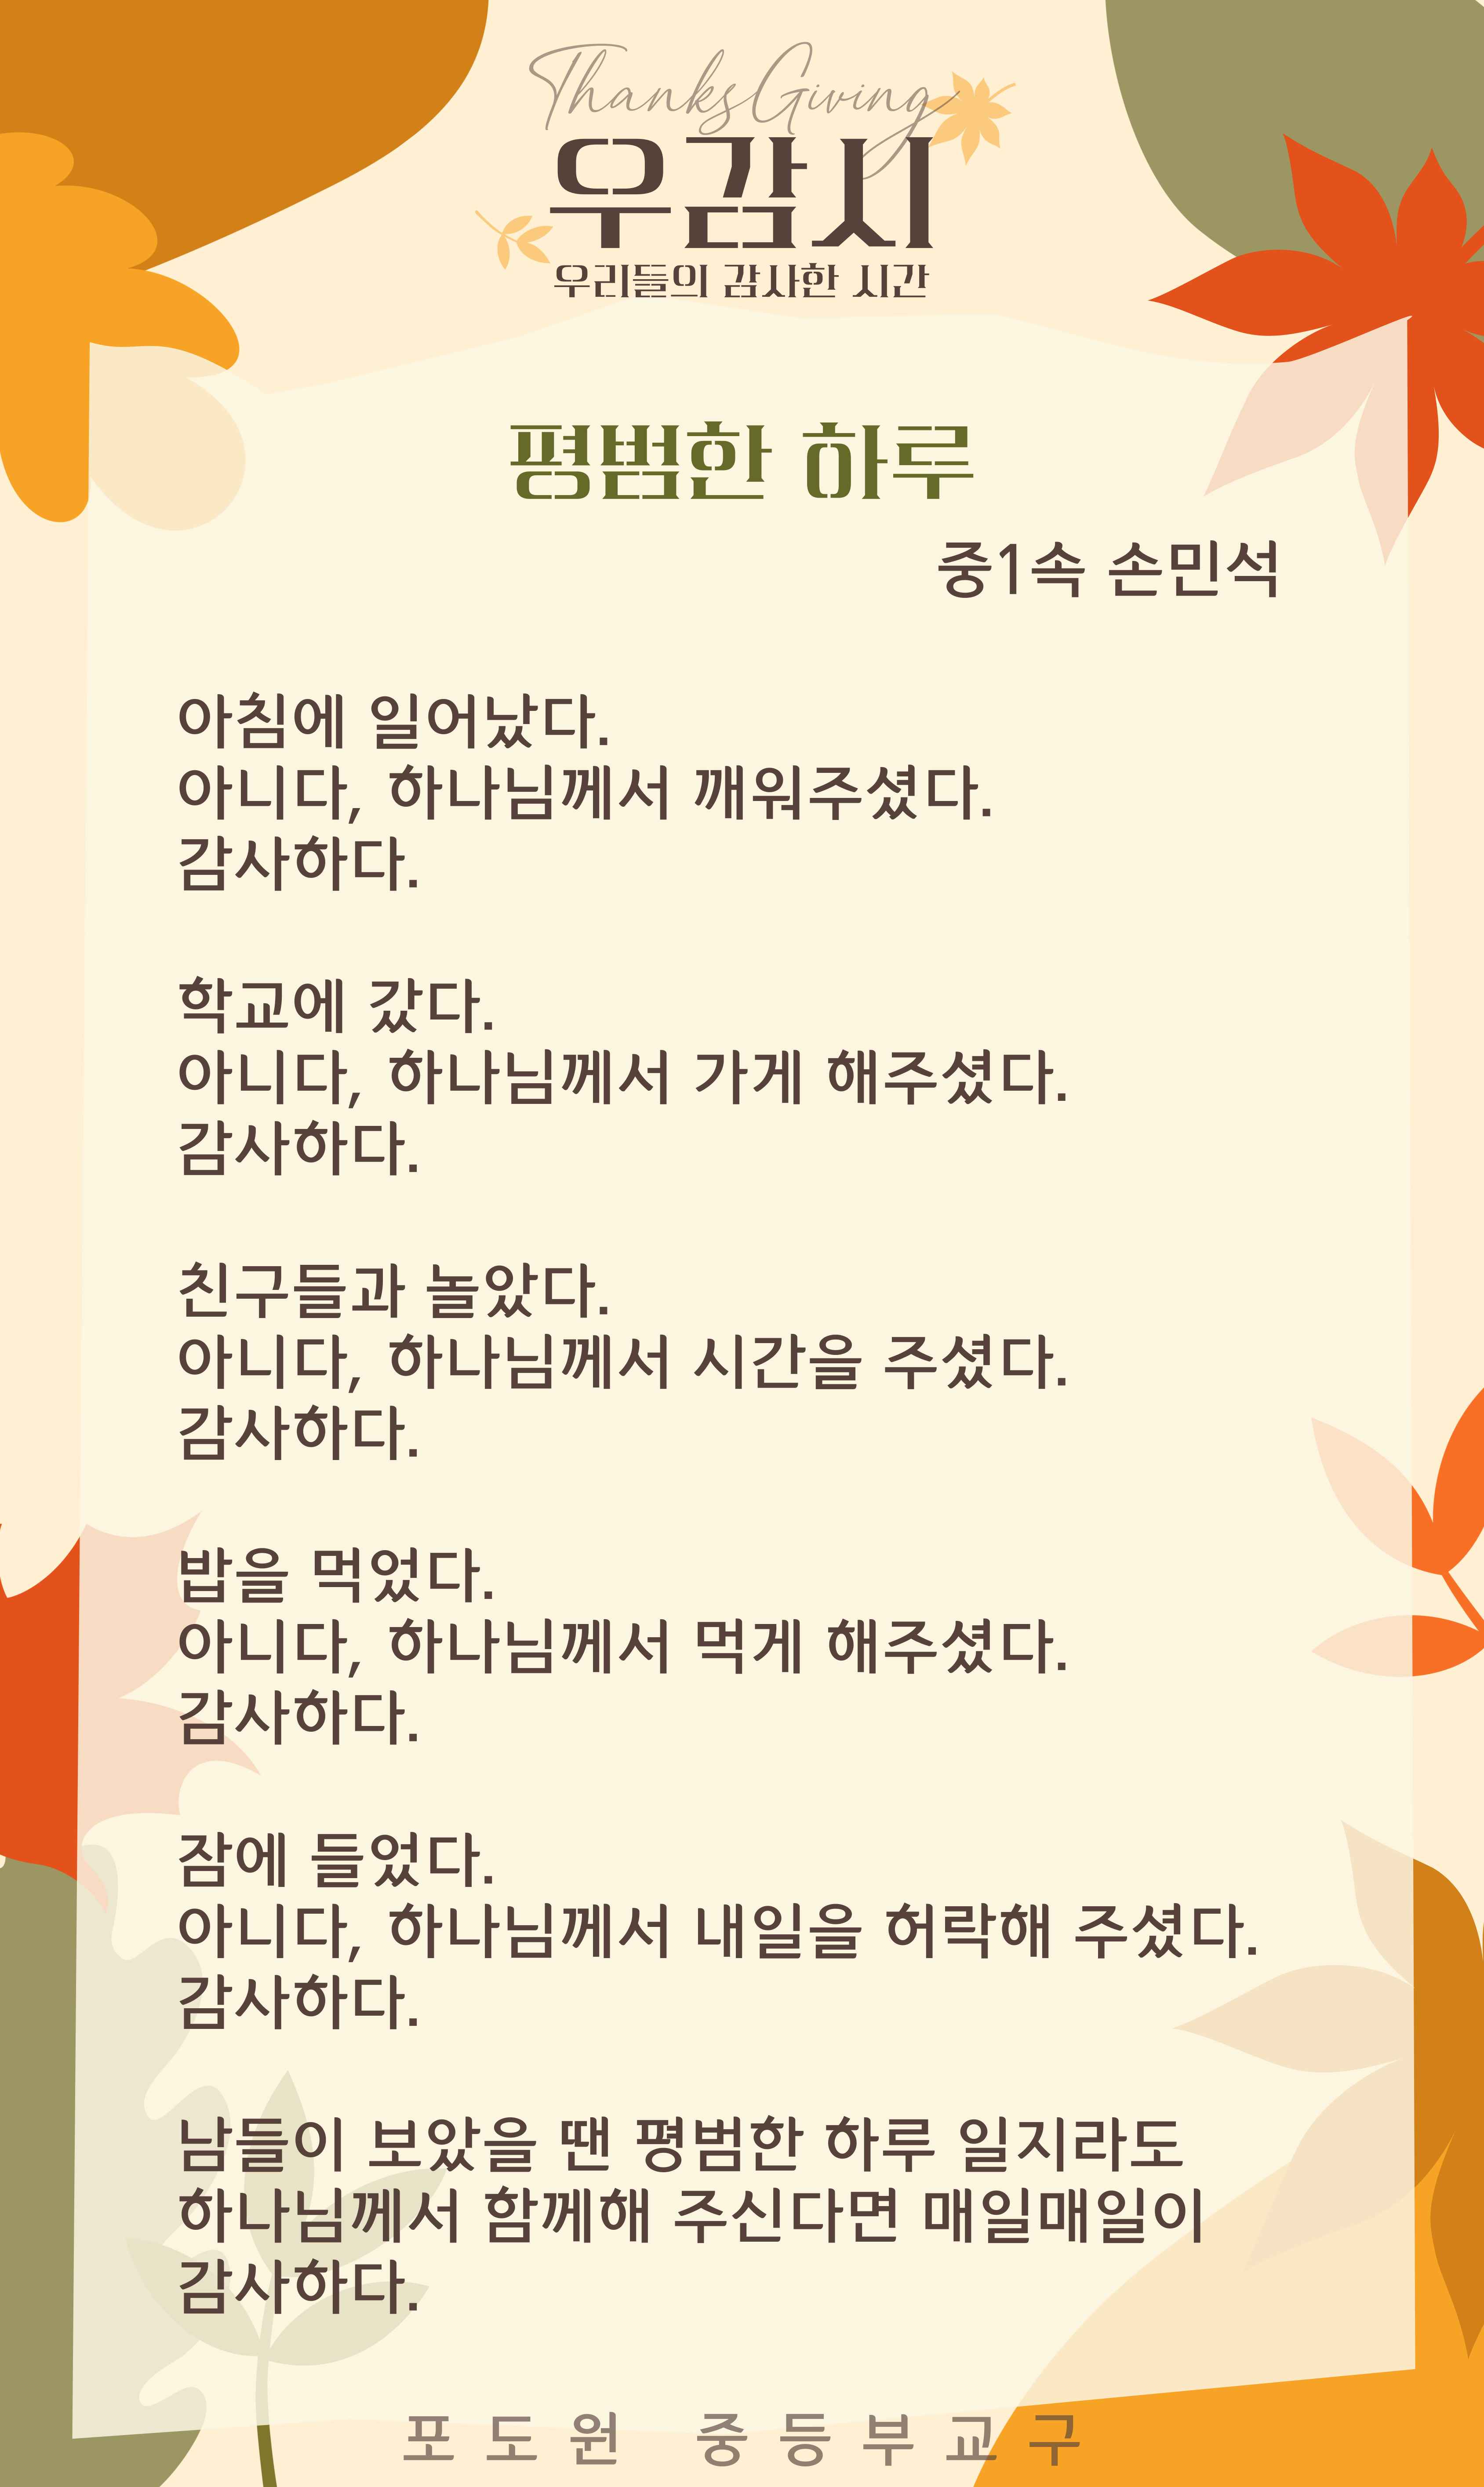 ThanksGiving
우감시
우리들의 감사한 시간
평범한 하루
중1속 손민석
아침에 일어났다.
아니다, 하나님께서 깨워주셨다.
감사하다.
학교에 갔다.
아니다, 하나님께서 가게 해주셨다.
감사하다.
친구들과 놀았다.
아니다, 하나님께서 시간을 주셨다.
감사하다.
밥을 먹었다.
아니다, 하나님께서 먹게 해주셨다.
감사하다.
잠에 들었다.
아니다, 하나님께서 내일을 허락해 주셨다.
감사하다.
남들이 보았을 땐 평범한 하루 일지라도
하나님께서 함께해 주신다면 매일매일이
감사하다.
포도원 중등부교구